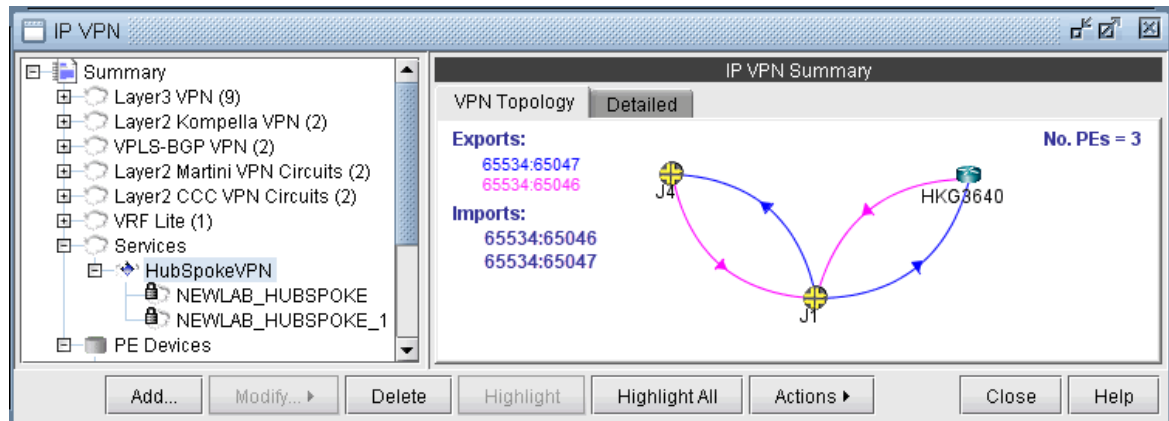 IP VPN
Summary
Layer3 VPN (9)
Layer2 Kompella VPN (2)
VPLS-BGP VPN (2)
Layer2 Martini VPN Circuits (2)
Layer2 CCC VPN Circuits (2)
VRF Lite (1)
Services
HubSpokeVPN
NEWLAB_HUBSPOKE
NEWLAB_HUBSPOKE_1
PE Devices
IP VPN Summary
VPN Topology
Detailed
Exports:
65534:65047
65534:65046
Imports:
65534:65046
65534:65047
No. PEs = 3
J4
HKG3640
J1
Add...
Modify...
Delete
Highlight
Highlight All
Actions
Close
Help